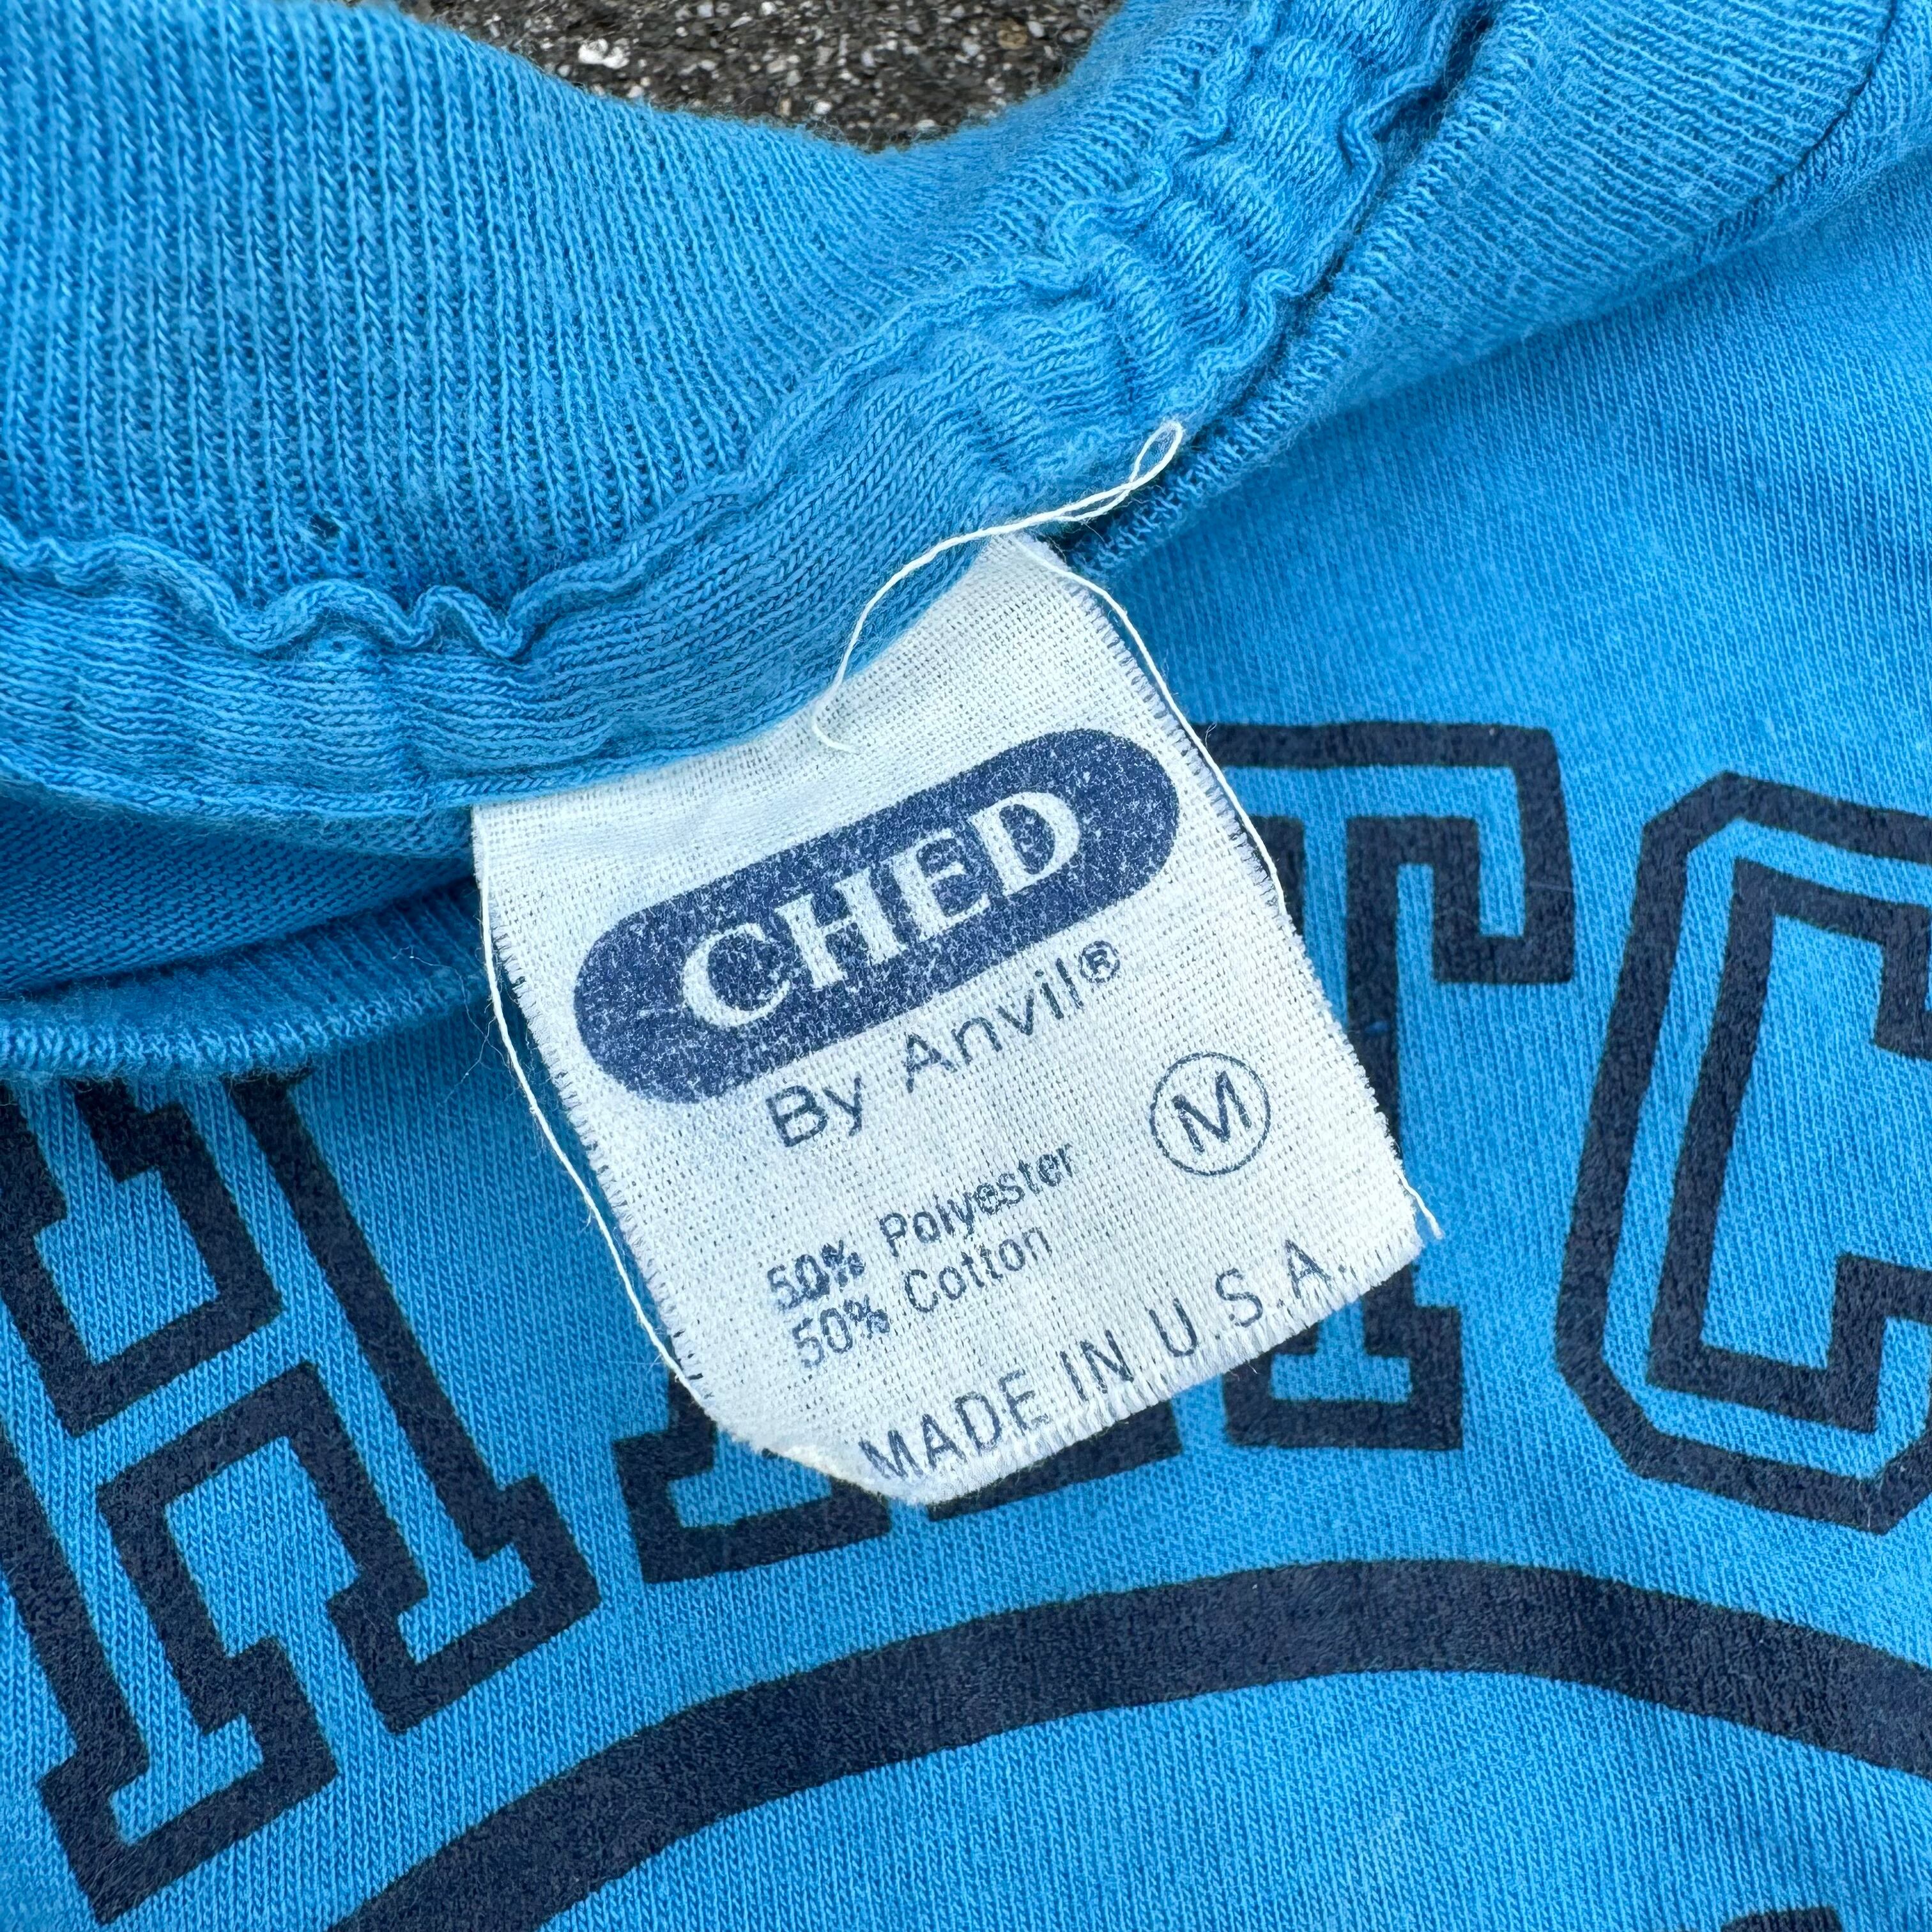 CHED
By Anvil®
M
50% Polyester
50% Cotton
MADE IN U.S.A.